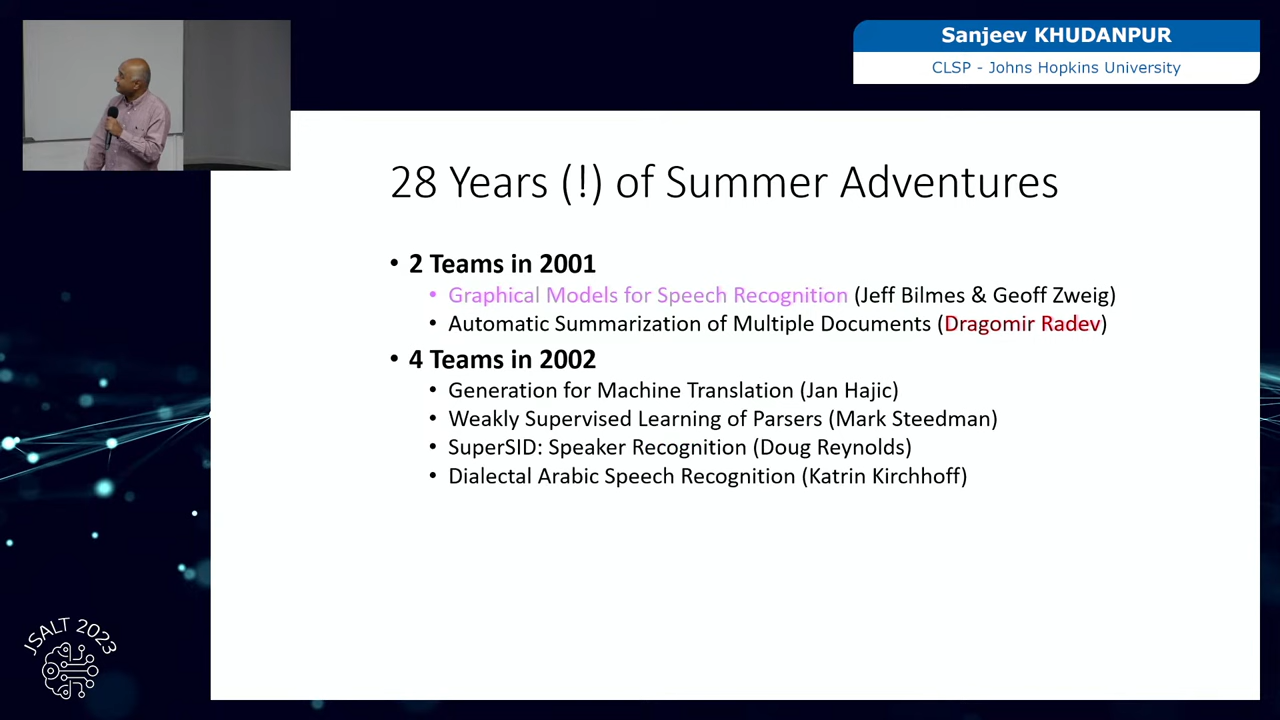 Sanjeev KHUDANPUR
CLSP - Johns Hopkins University
28 Years (!) of Summer Adventures
• 2 Teams in 2001
• Graphical Models for Speech Recognition (Jeff Bilmes & Geoff Zweig)
• Automatic Summarization of Multiple Documents (Dragomir Radev)
• 4 Teams in 2002
• Generation for Machine Translation (Jan Hajic)
• Weakly Supervised Learning of Parsers (Mark Steedman)
• SuperSID: Speaker Recognition (Doug Reynolds)
• Dialectal Arabic Speech Recognition (Katrin Kirchhoff)
JSALT 2023